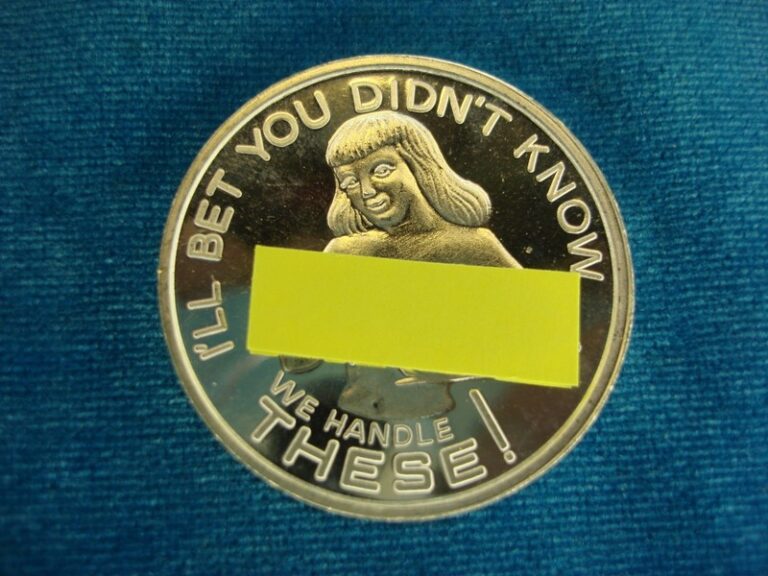 I'LL BET YOU DIDN'T KNOW
WE HANDLE
THESE!